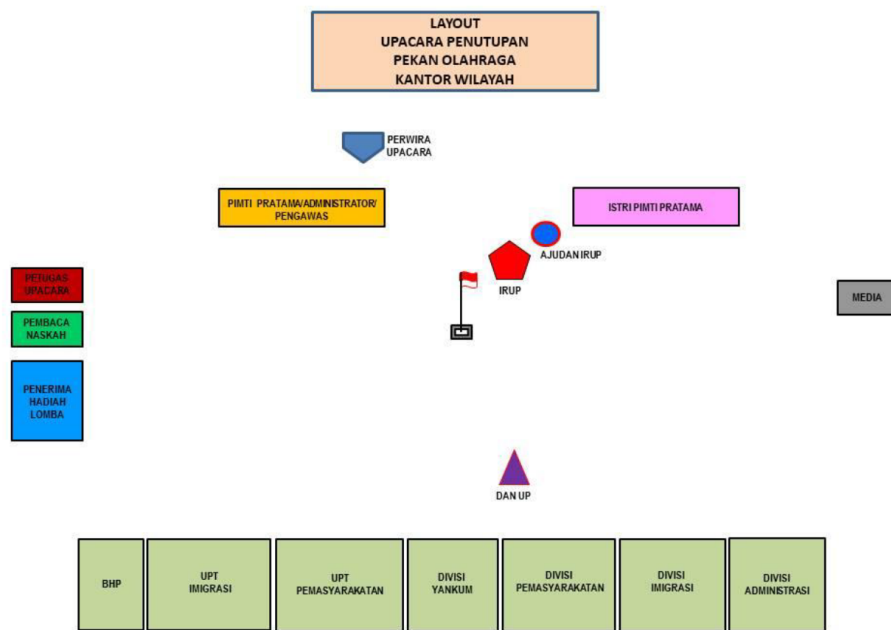 LAYOUT
UPACARA PENUTUPAN
PEKAN OLAHRAGA
KANTOR WILAYAH
PERWIRA
UPACARA
PIMTI PRATAMA/ADMINISTRATOR/
PENGAWAS
ISTRI PIMTI PRATAMA
AJUDAN IRUP
IRUP
PETUGAS
UPACARA
MEDIA
PEMBACA
NASKAH
PENERIMA
HADIAH
LOMBA
DAN UP
BHP
UPT
IMIGRASI
UPT
PEMASYARAKATAN
DIVISI
YANKUM
DIVISI
PEMASYARAKATAN
DIVISI
IMIGRASI
DIVISI
ADMINISTRASI